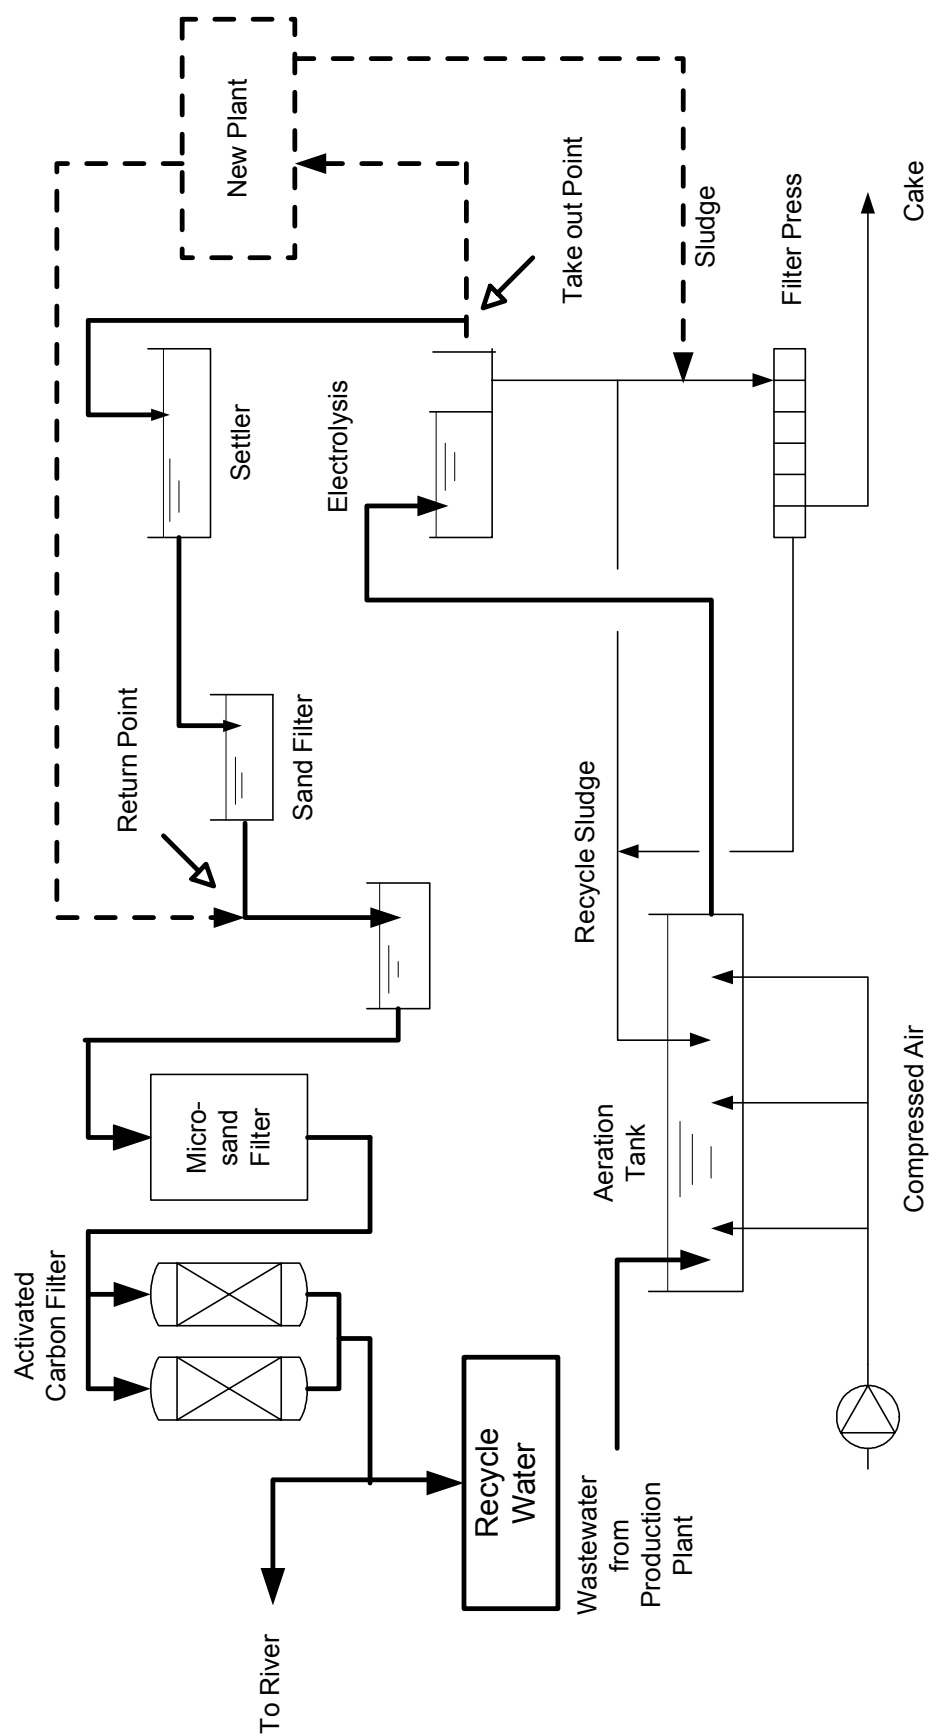 New Plant
Take out Point
Sludge
Filter Press
Cake
Settler
Electrolysis
Return Point
Sand Filter
Recycle Sludge
Micro-
sand
Filter
Aeration
Tank
Compressed Air
Activated
Carbon Filter
Recycle
Water
Wastewater
from
Production
Plant
To River